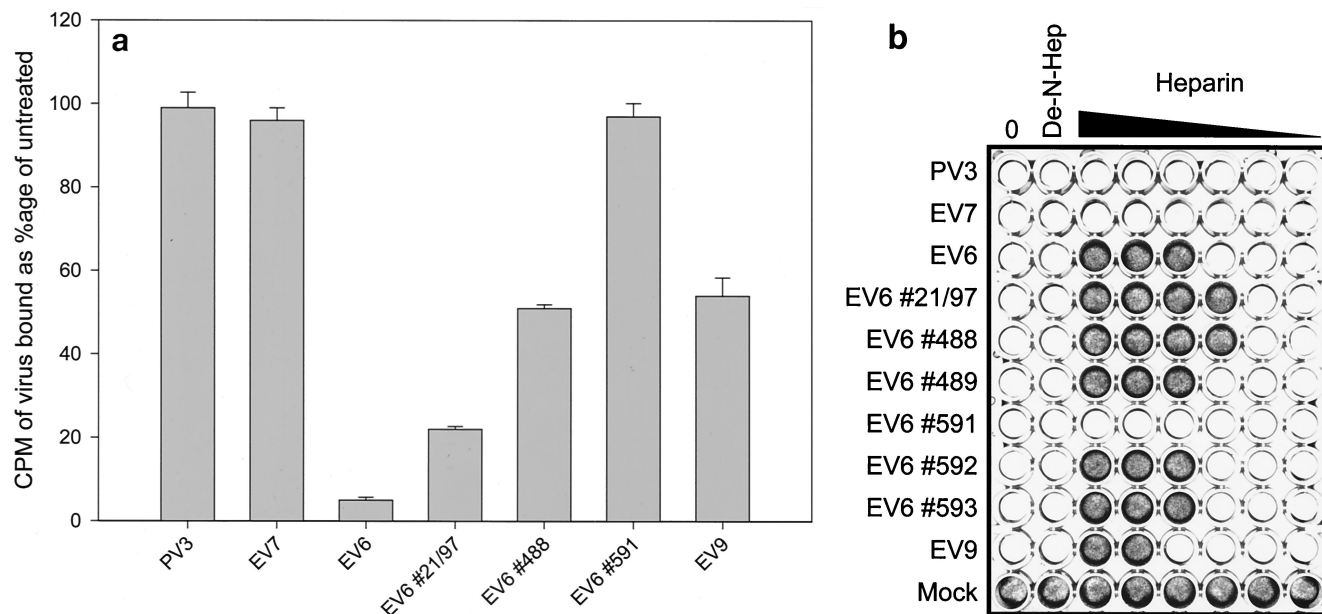 a
CPM of virus bound as %age of untreated
120
100
80
60
40
20
0
PV3
EV7
EV6
EV6 #21/97
EV6 #488
EV6 #591
EV9
b
0
De-N-Hep
Heparin
PV3
EV7
EV6
EV6 #21/97
EV6 #488
EV6 #489
EV6 #591
EV6 #592
EV6 #593
EV9
Mock